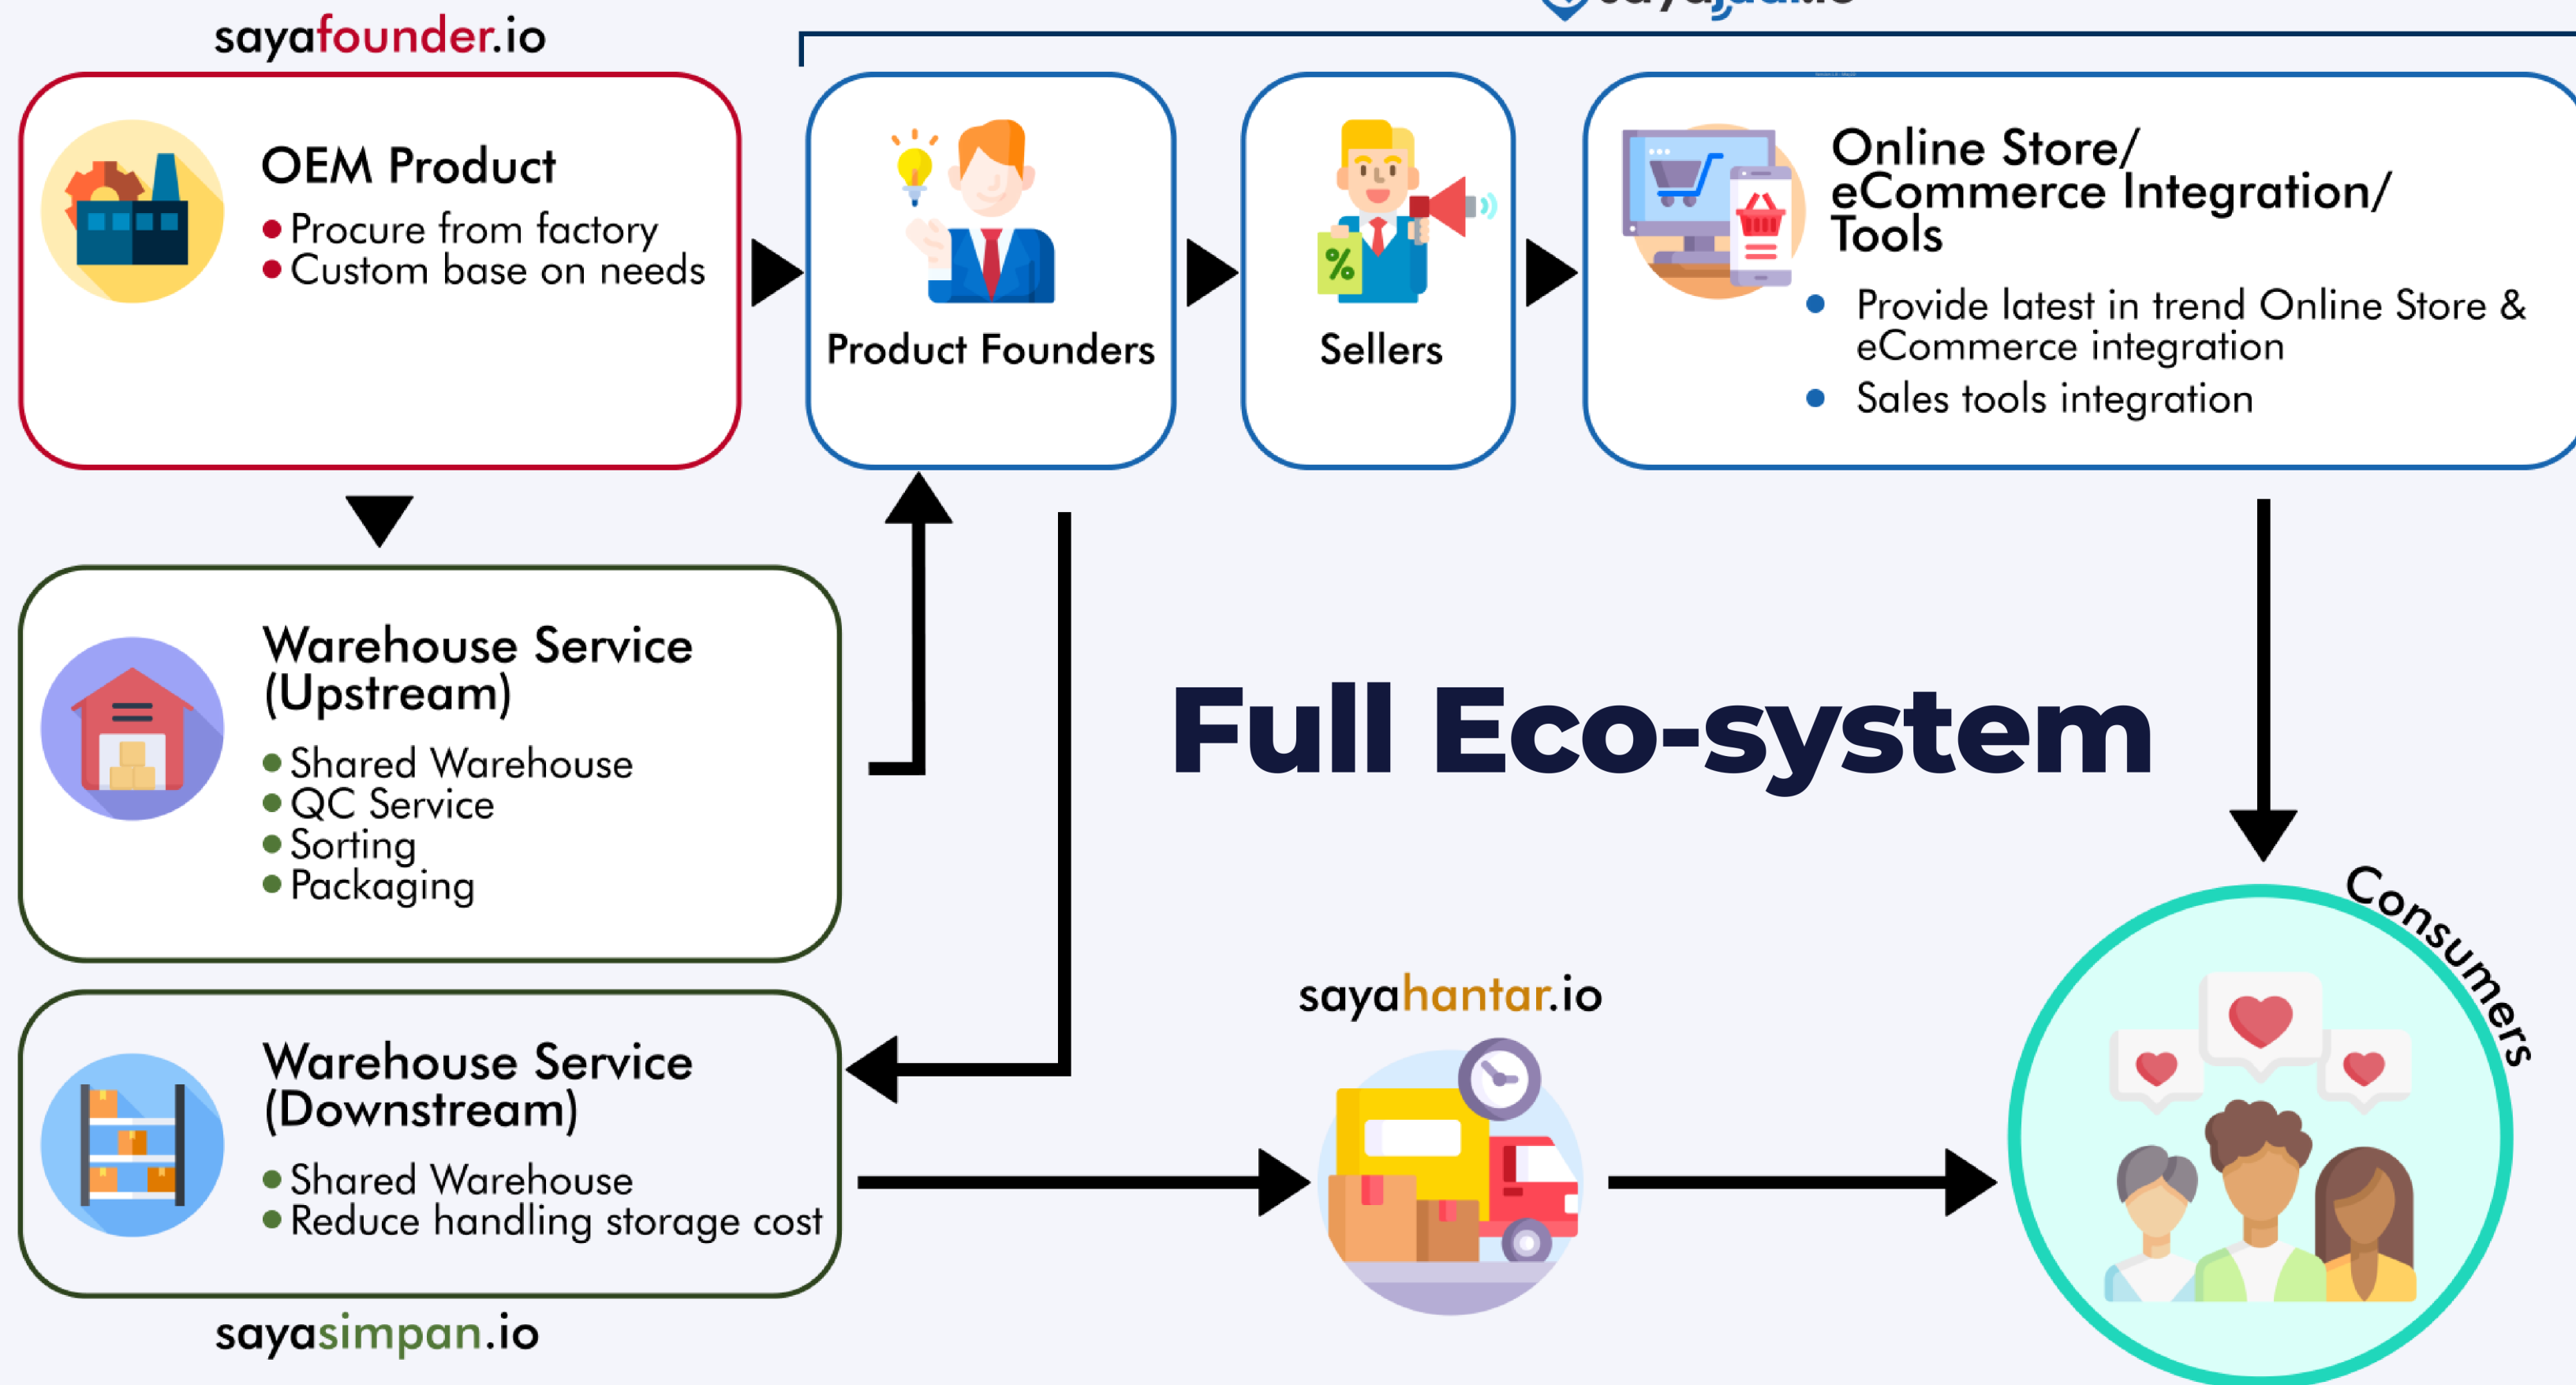 sayafounder.io
OEM Product
Procure from factory
Custom base on needs
Product Founders
Sellers
Online Store/
eCommerce Integration/
Tools
Provide latest in trend Online Store &
eCommerce integration
Sales tools integration
Warehouse Service
(Upstream)
Shared Warehouse
QC Service
Sorting
Packaging
Full Eco-system
Warehouse Service
(Downstream)
Shared Warehouse
Reduce handling storage cost
sayasimpan.io
sayahantar.io
Consumers
%